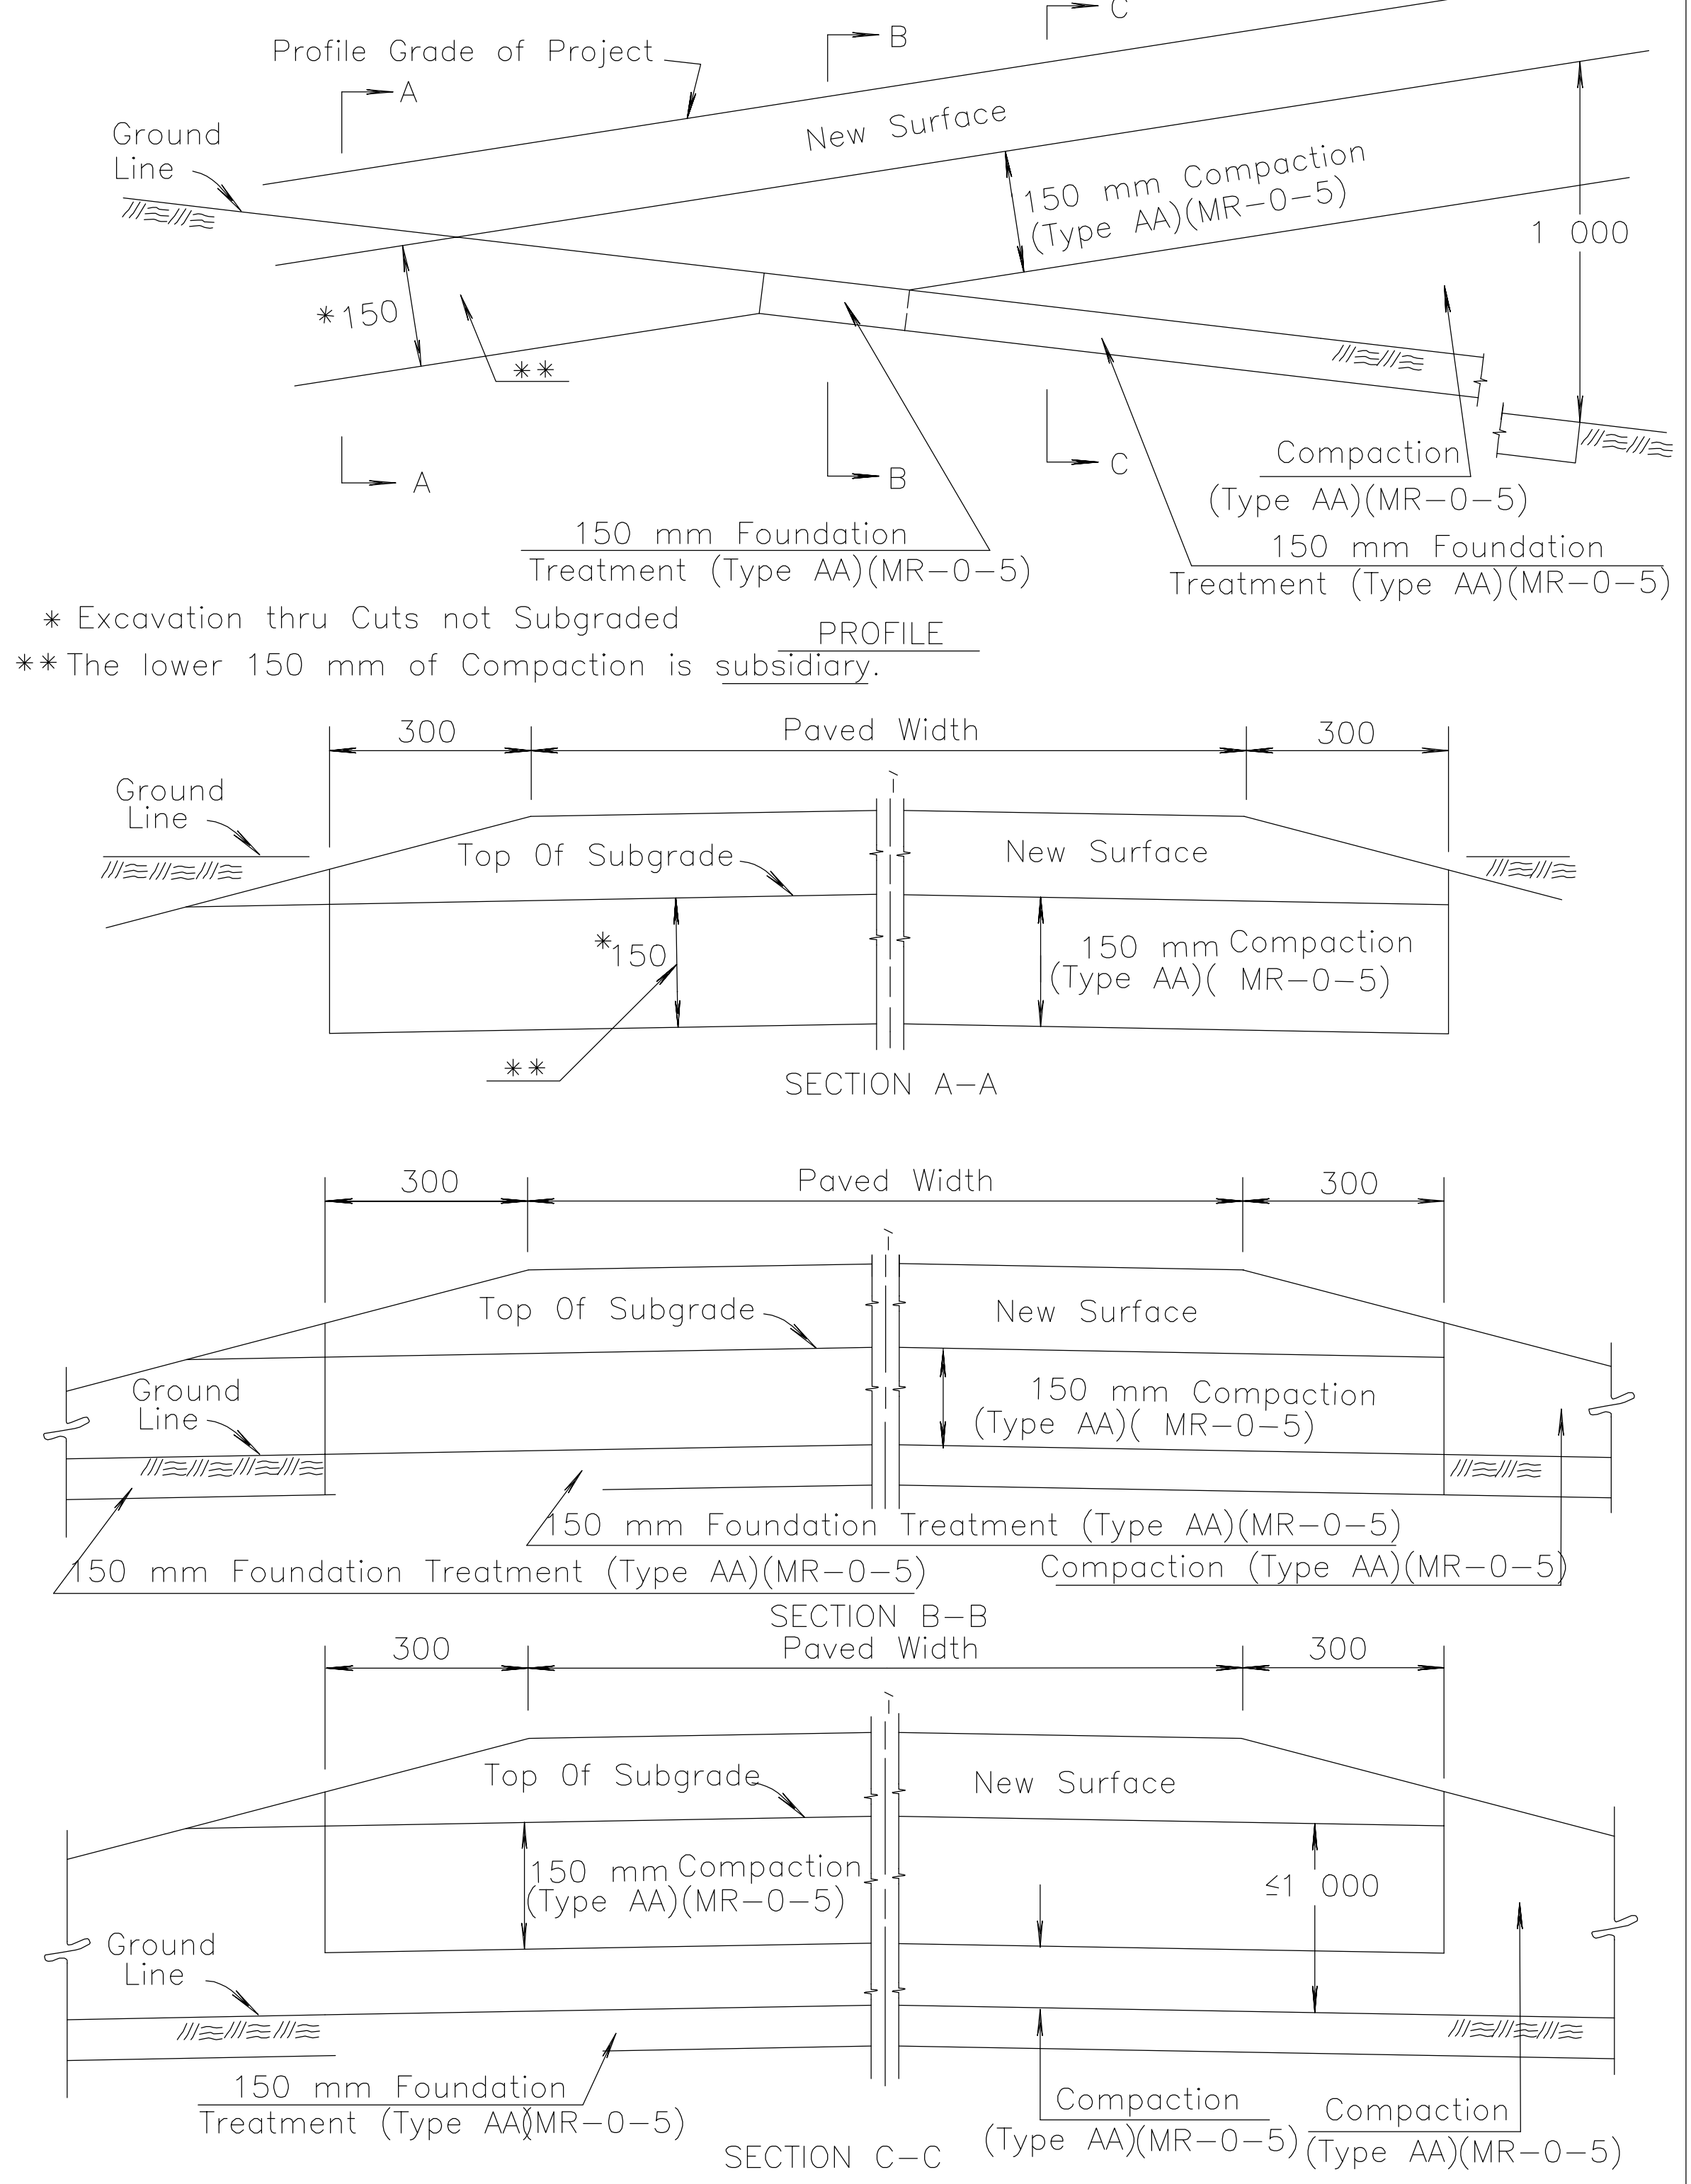 C
B
Profile Grade of Project
A
Ground
Line
New Surface
150 mm Compaction
(Type AA)(MR-0-5)
1 000
*150
**
A
B
C
Compaction
(Type AA)(MR-0-5)
150 mm Foundation
Treatment (Type AA)(MR-0-5)
150 mm Foundation
Treatment (Type AA)(MR-0-5)
* Excavation thru Cuts not Subgraded
PROFILE
** The lower 150 mm of Compaction is subsidiary.
300
Paved Width
300
Ground
Line
Top Of Subgrade
New Surface
*150
150 mm Compaction
(Type AA)( MR-0-5)
**
SECTION A-A
300
Paved Width
300
Top Of Subgrade
New Surface
Ground
Line
150 mm Compaction
(Type AA)( MR-0-5)
150 mm Foundation Treatment (Type AA)(MR-0-5)
150 mm Foundation Treatment (Type AA)(MR-0-5)
Compaction (Type AA)(MR-0-5)
SECTION B-B
300
Paved Width
300
Top Of Subgrade
New Surface
150 mm Compaction
(Type AA)(MR-0-5)
≤1 000
Ground
Line
150 mm Foundation
Treatment (Type AA)(MR-0-5)
Compaction
(Type AA)(MR-0-5)
Compaction
(Type AA)(MR-0-5)
SECTION C-C